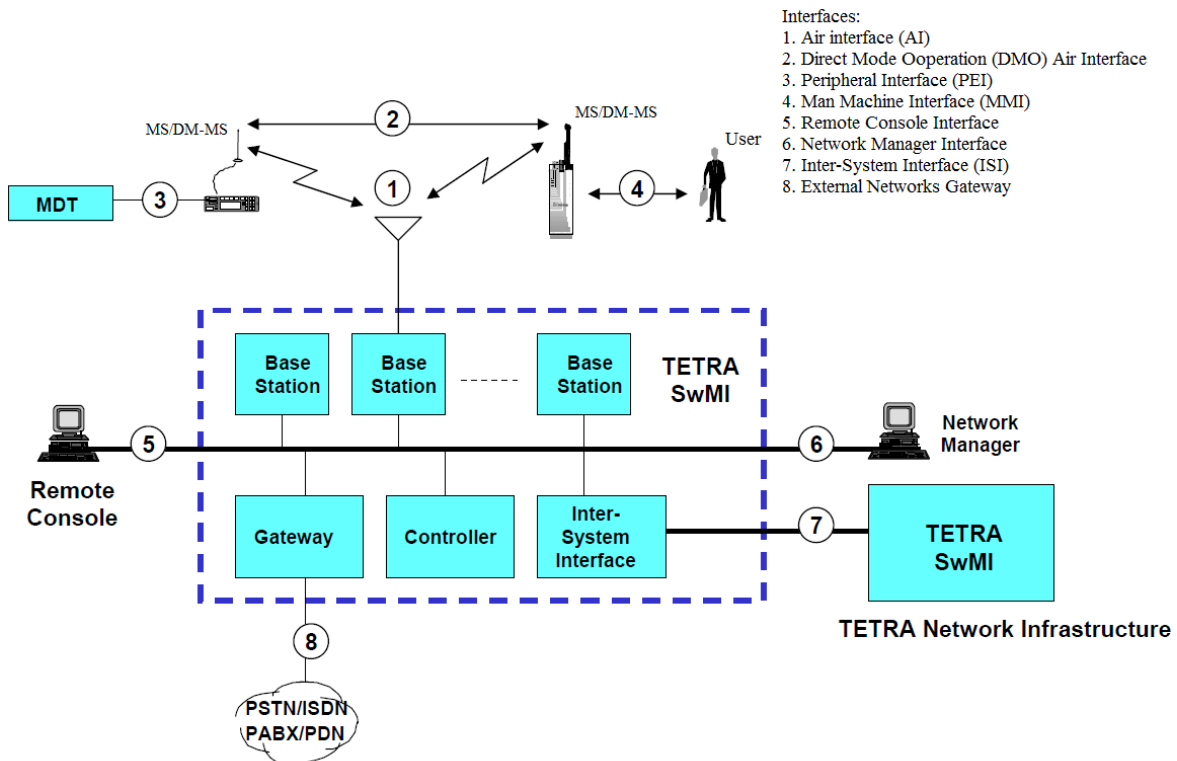 Interfaces:
1. Air interface (AI)
2. Direct Mode Ooperation (DMO) Air Interface
3. Peripheral Interface (PEI)
4. Man Machine Interface (MMI)
5. Remote Console Interface
6. Network Manager Interface
7. Inter-System Interface (ISI)
8. External Networks Gateway
MS/DM-MS
2
MS/DM-MS
User
1
MDT
3
4
Base
Station
Base
Station
Base
Station
TETRA
SwMI
5
6
Network
Manager
Remote
Console
Gateway
Controller
Inter-
System
Interface
7
TETRA
SwMI
TETRA Network Infrastructure
8
PSTN/ISDN
PABX/PDN